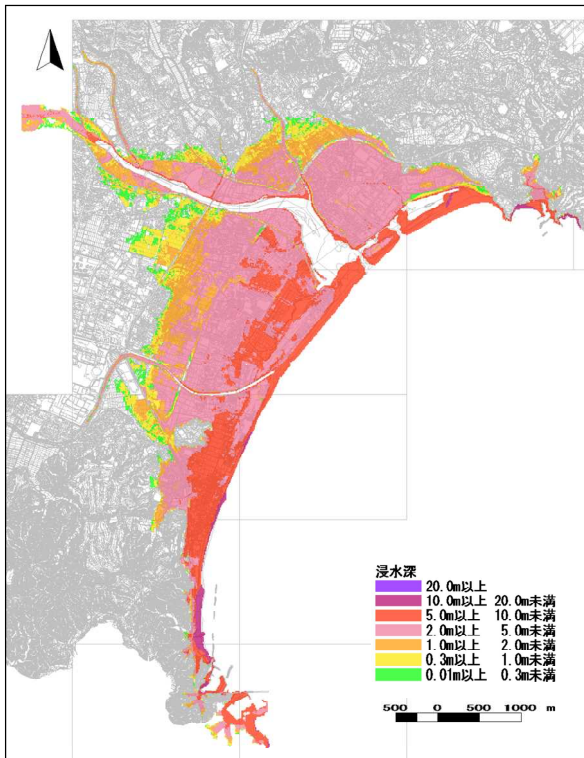 浸水深
20.0m以上
10.0m以上 20.0m未満
5.0m以上 10.0m未満
2.0m以上 5.0m未満
1.0m以上 2.0m未満
0.3m以上 1.0m未満
0.01m以上 0.3m未満
500 0 500 1000 m